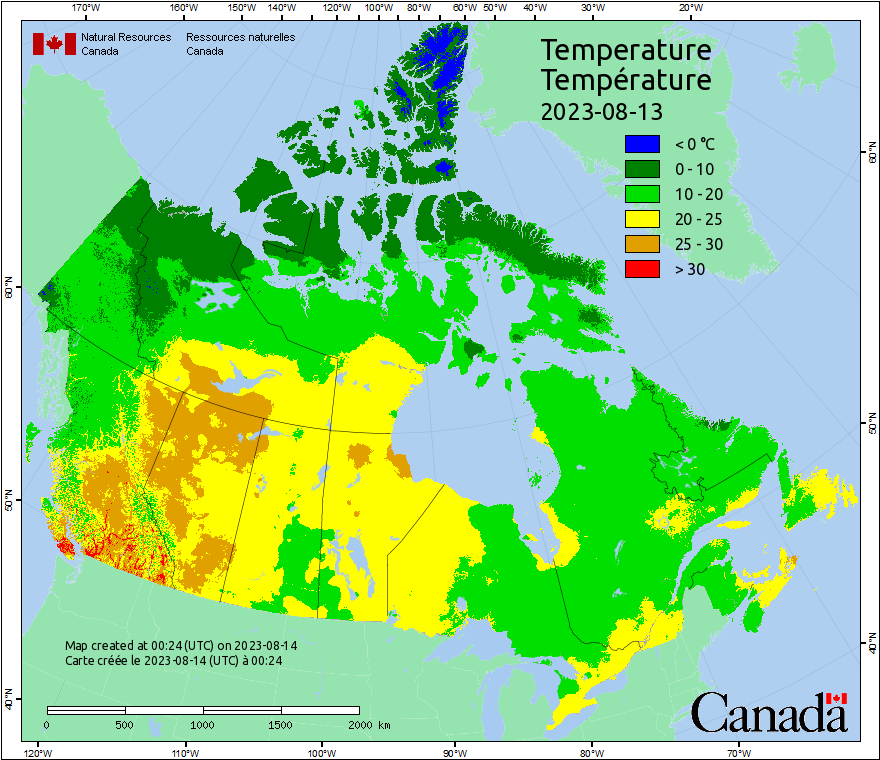 170°W 160°W 150°W 140°W 130°W 120°W 110°W 100°W 80°W 60°W 50°W 40°W 30°W 20°W
Natural Resources Ressources naturelles
Canada Canada
Temperature
Température
2023-08-13
< 0 °C
0 - 10
10 - 20
20 - 25
25 - 30
> 30
60°N
60°N
50°N
50°N
40°N
40°N
Map created at 00:24 (UTC) on 2023-08-14
Carte créée le 2023-08-14 (UTC) à 00:24
0 500 1000 1500 2000 km
Canada
120°W 110°W 100°W 90°W 80°W 70°W